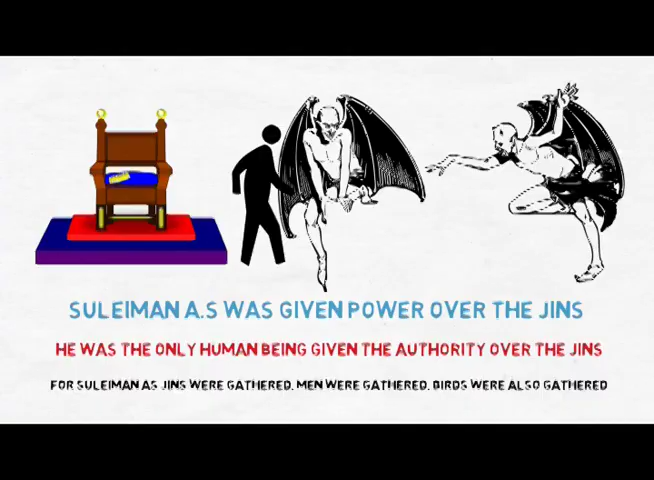 SULEIMAN A.S WAS GIVEN POWER OVER THE JINS
HE WAS THE ONLY HUMAN BEING GIVEN THE AUTHORITY OVER THE JINS
FOR SULEIMAN AS JINS WERE GATHERED. MEN WERE GATHERED. BIRDS WERE ALSO GATHERED